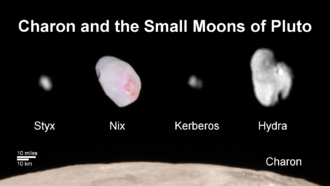 Charon and the Small Moons of Pluto
Styx
Nix
Kerberos
Hydra
10 miles
10 km
Charon